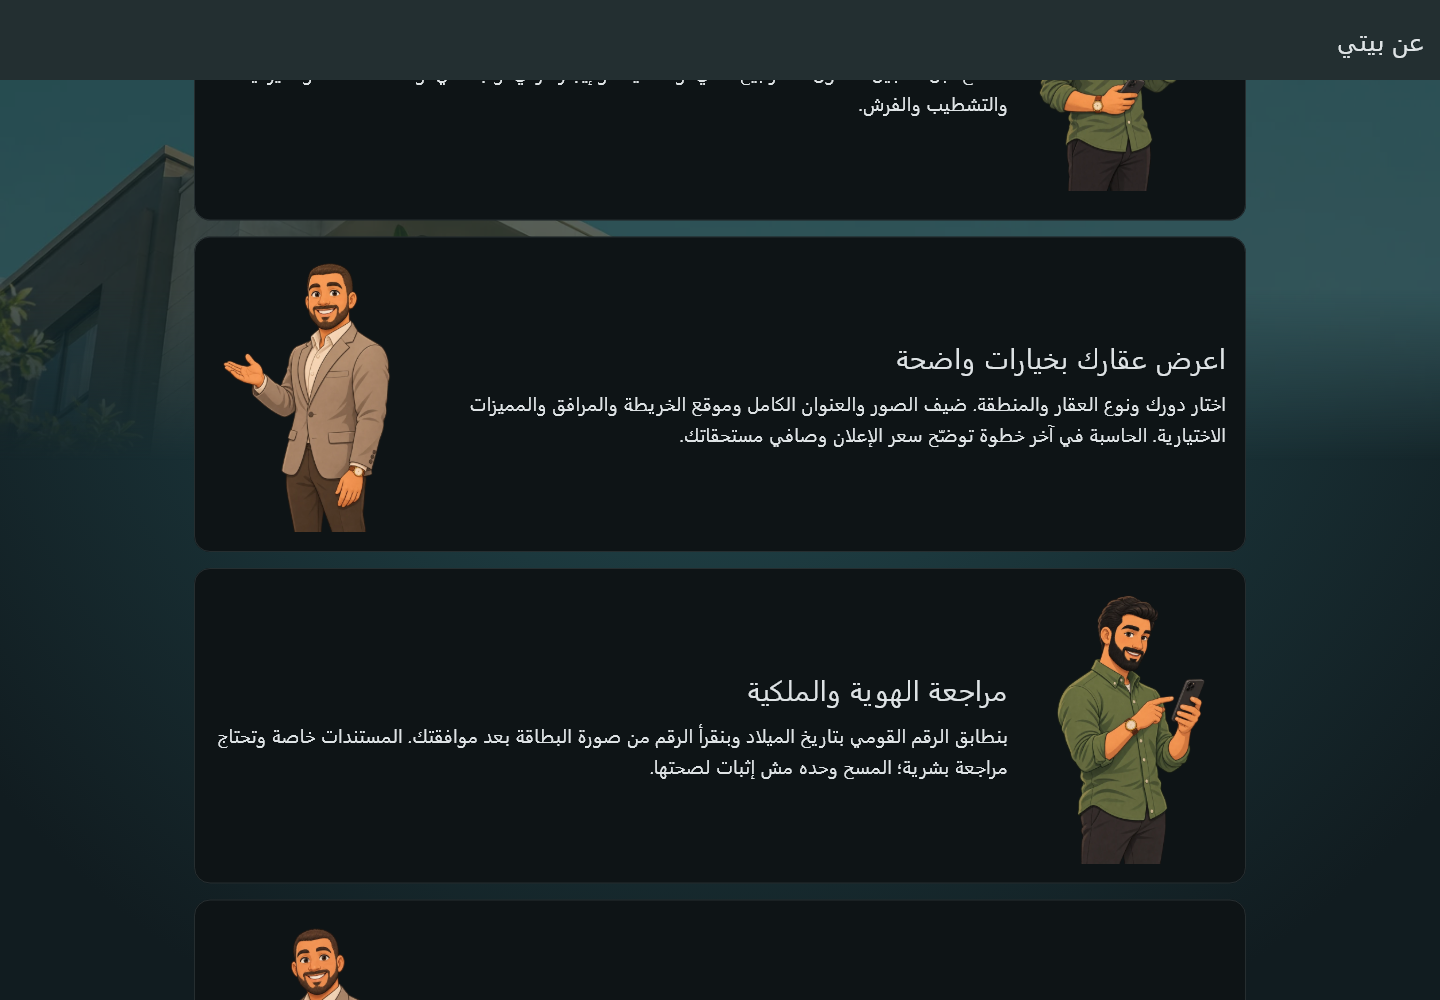 عن بيتي
والتشطيب والفرش.
اعرض عقارك بخيارات واضحة
اختار دورك ونوع العقار والمنطقة. ضيف الصور والعنوان الكامل وموقع الخريطة والمرافق والمميزات
الاختيارية. الحاسبة في آخر خطوة توضّح سعر الإعلان وصافي مستحقاتك.
مراجعة الهوية والملكية
بنطابق الرقم القومي بتاريخ الميلاد وبنقرأ الرقم من صورة البطاقة بعد موافقتك. المستندات خاصة وتحتاج
مراجعة بشرية؛ المسح وحده مش إثبات لصحتها.